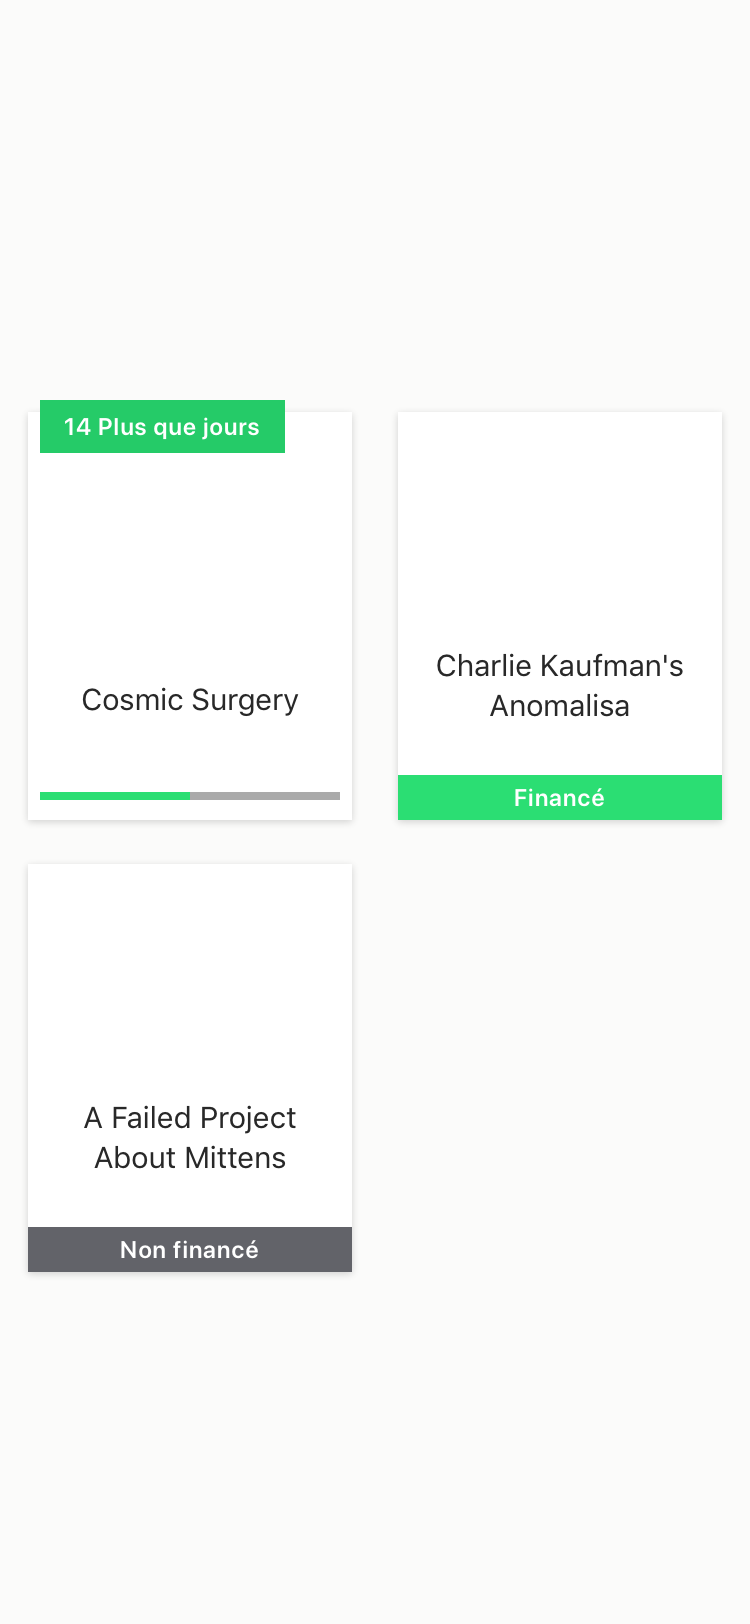 14 Plus que jours
Cosmic Surgery
Charlie Kaufman's
Anomalisa
Financé
A Failed Project
About Mittens
Non financé